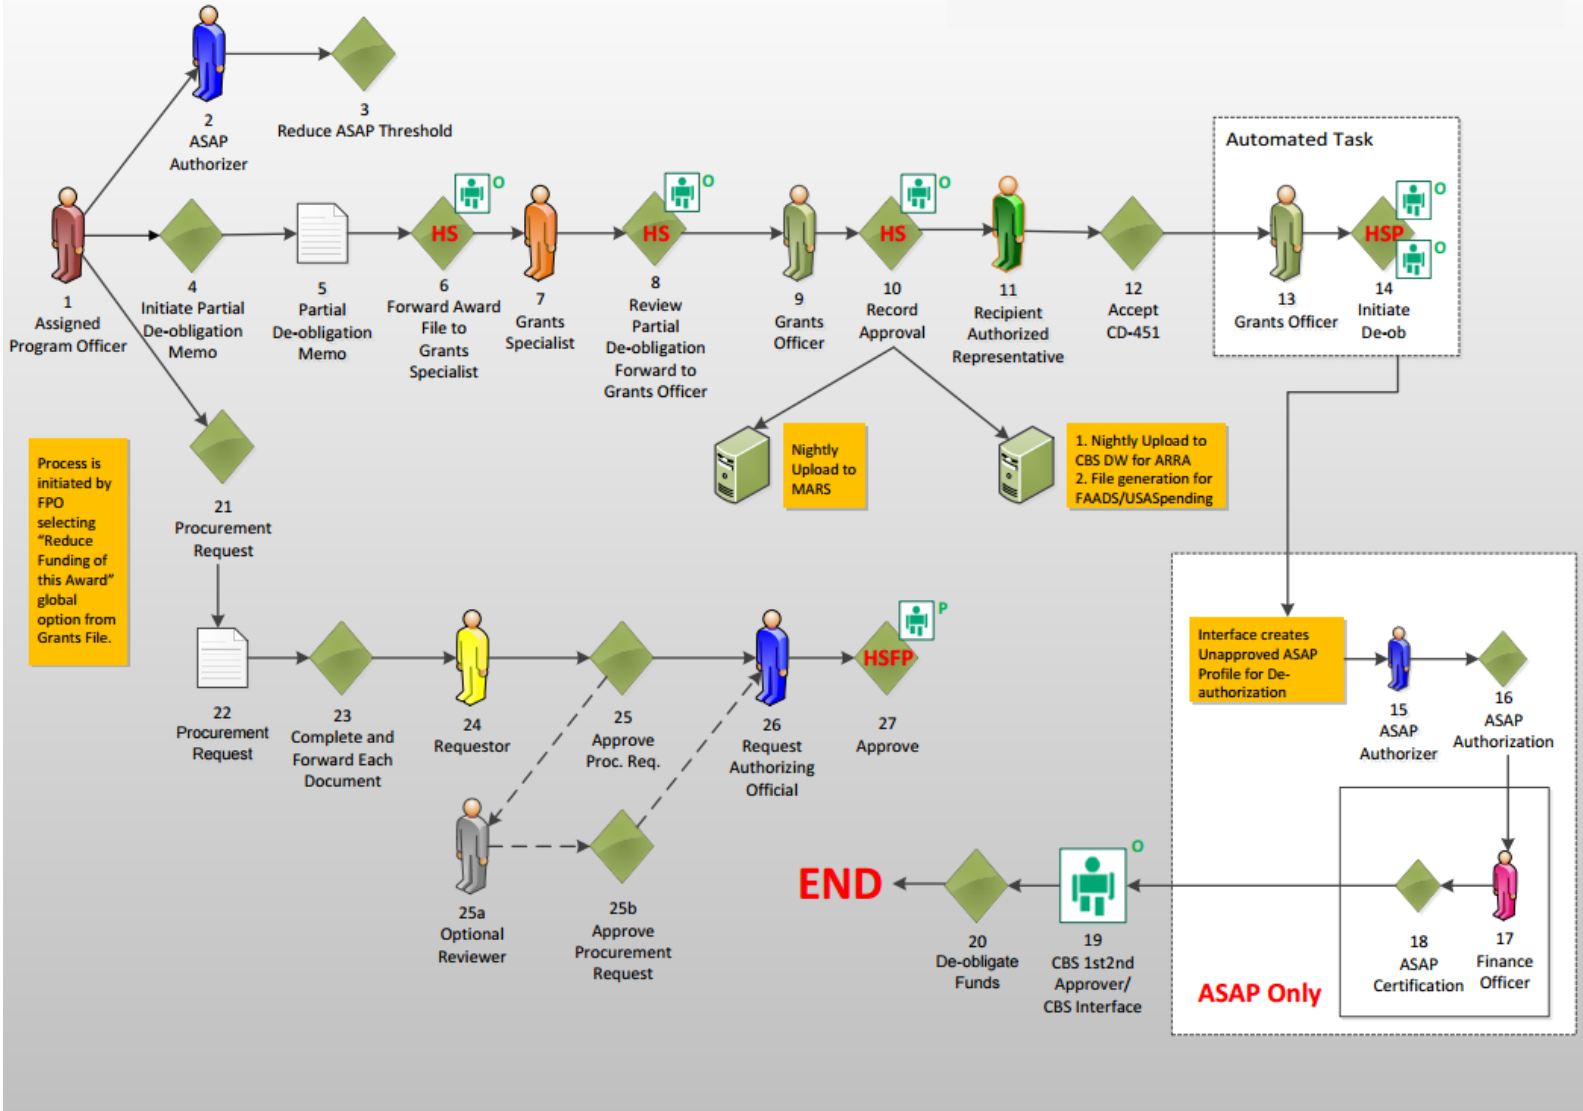 2
ASAP
Authorizer
3
Reduce ASAP Threshold
1
Assigned
Program Officer
4
Initiate Partial
De-obligation
Memo
5
Partial
De-obligation
Memo
O
HS
6
Forward Award
File to
Grants
Specialist
7
Grants
Specialist
O
HS
8
Review
Partial
De-obligation
Forward to
Grants Officer
9
Grants
Officer
O
HS
10
Record
Approval
11
Recipient
Authorized
Representative
12
Accept
CD-451
Automated Task
13
Grants Officer
O
HSP
O
14
Initiate
De-ob
Nightly
Upload to
MARS
1. Nightly Upload to
CBS DW for ARRA
2. File generation for
FAADS/USASpending
Process is
initiated by
FPO
selecting
“Reduce
Funding of
this Award”
global
option from
Grants File.
21
Procurement
Request
22
Procurement
Request
23
Complete and
Forward Each
Document
24
Requestor
25
Approve
Proc. Req.
26
Request
Authorizing
Official
P
HSFP
27
Approve
25a
Optional
Reviewer
25b
Approve
Procurement
Request
Interface creates
Unapproved ASAP
Profile for De-
authorization
15
ASAP
Authorizer
16
ASAP
Authorization
17
Finance
Officer
18
ASAP
Certification
ASAP Only
O
19
CBS 1st2nd
Approver/
CBS Interface
20
De-obligate
Funds
END